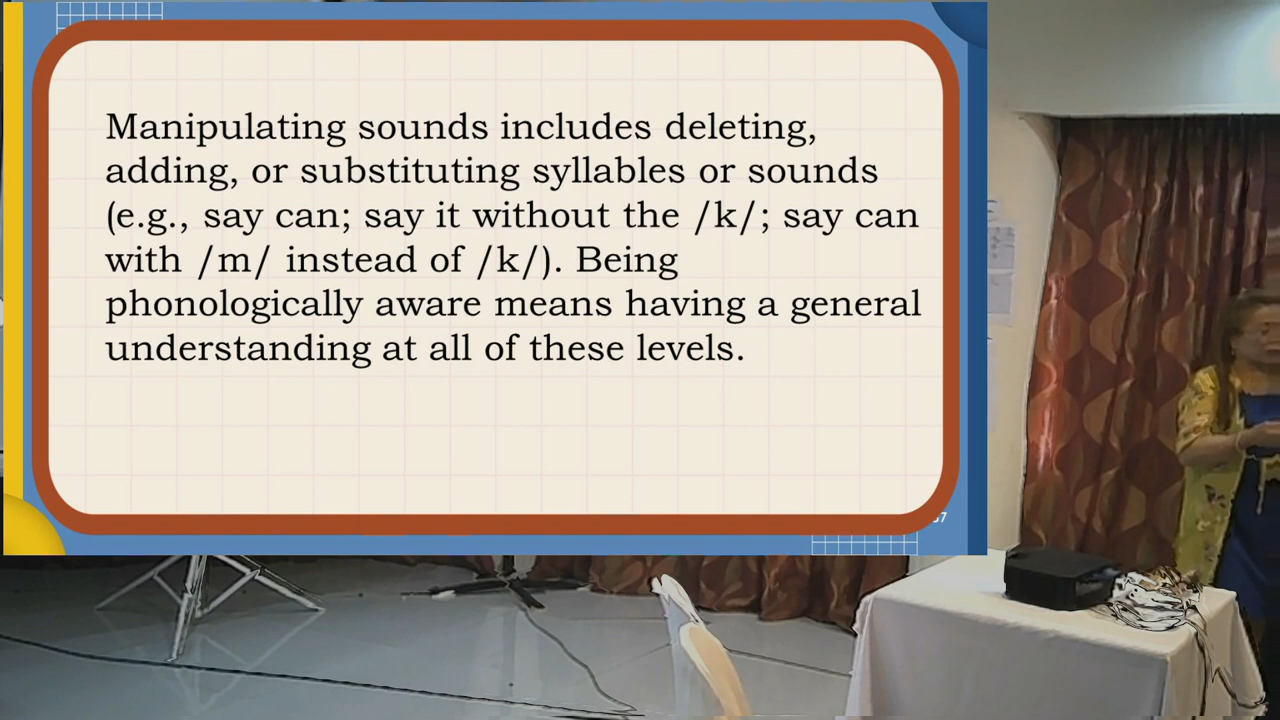 Manipulating sounds includes deleting,
adding, or substituting syllables or sounds
(e.g., say can; say it without the /k/; say can
with /m/ instead of /k/). Being
phonologically aware means having a general
understanding at all of these levels.